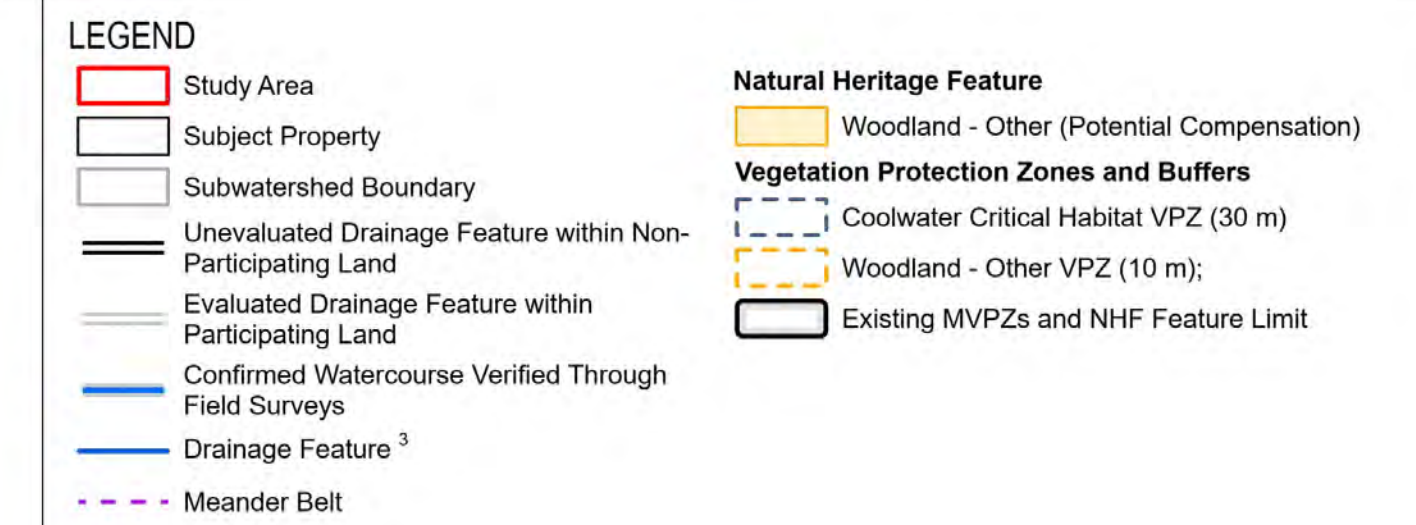 LEGEND
Study Area
Subject Property
Subwatershed Boundary
Unevaluated Drainage Feature within Non-
Participating Land
Evaluated Drainage Feature within
Participating Land
Confirmed Watercourse Verified Through
Field Surveys
Drainage Feature 3
Meander Belt
Natural Heritage Feature
Woodland - Other (Potential Compensation)
Vegetation Protection Zones and Buffers
Coolwater Critical Habitat VPZ (30 m)
Woodland - Other VPZ (10 m);
Existing MVPZs and NHF Feature Limit